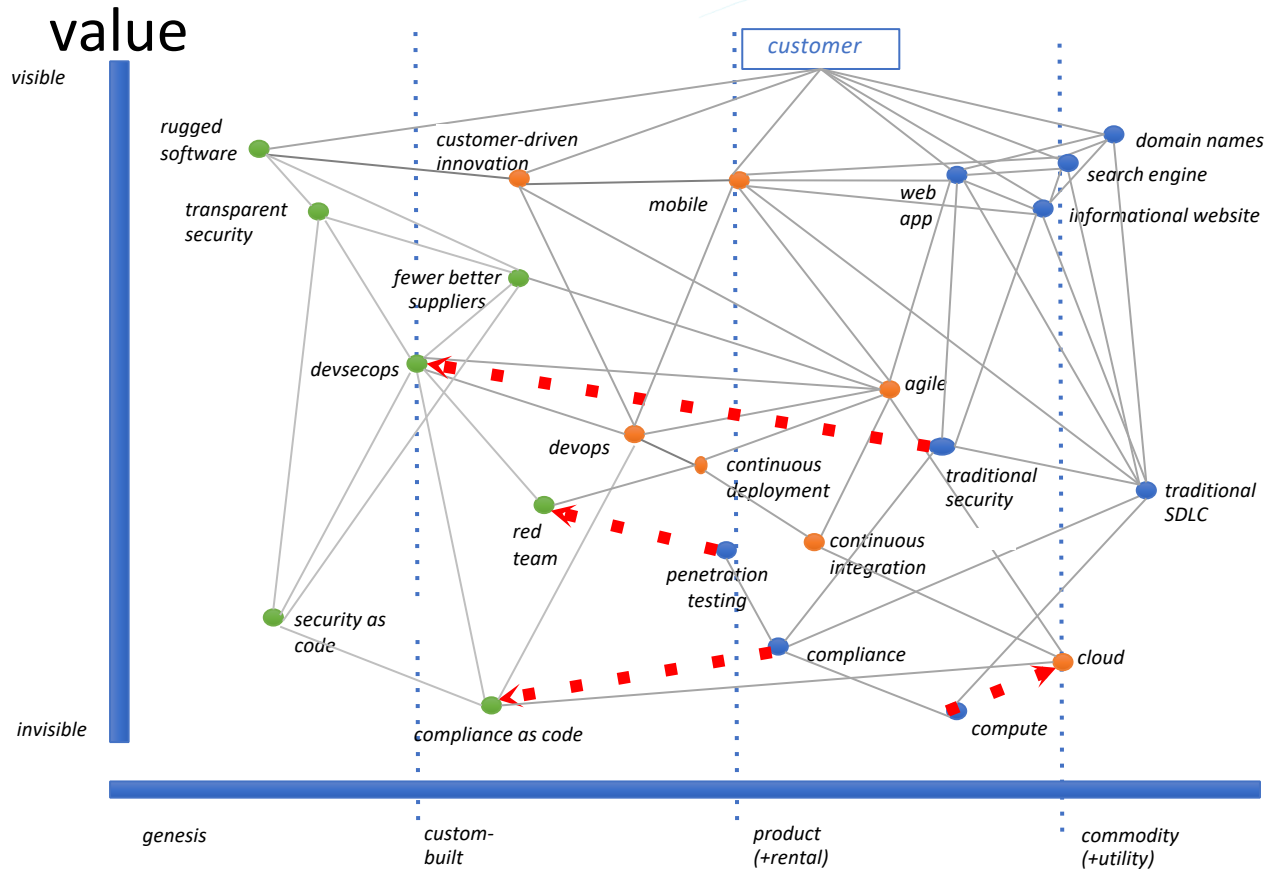 value
customer
visible
rugged
software
customer-driven
innovation
domain names
search engine
web
app
informational website
mobile
transparent
security
fewer better
suppliers
devsecops
agile
devops
continuous
deployment
traditional
security
traditional
SDLC
red
team
continuous
integration
penetration
testing
security as
code
compliance
cloud
compliance as code
compute
invisible
genesis
custom-
built
product
(+rental)
commodity
(+utility)